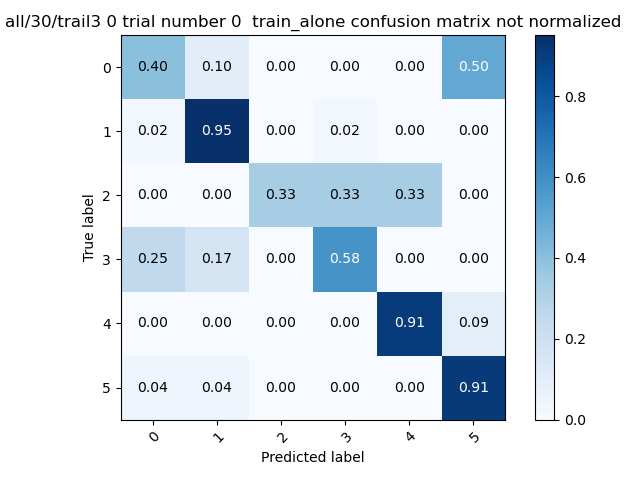 all/30/trail3 0 trial number 0  train_alone confusion matrix not normalized
0 0.40 0.10 0.00 0.00 0.00 0.50
1 0.02 0.95 0.00 0.02 0.00 0.00
2 0.00 0.00 0.33 0.33 0.33 0.00
3 0.25 0.17 0.00 0.58 0.00 0.00
4 0.00 0.00 0.00 0.00 0.91 0.09
5 0.04 0.04 0.00 0.00 0.00 0.91
0 1 2 3 4 5
True label
Predicted label
0.8
0.6
0.4
0.2
0.0